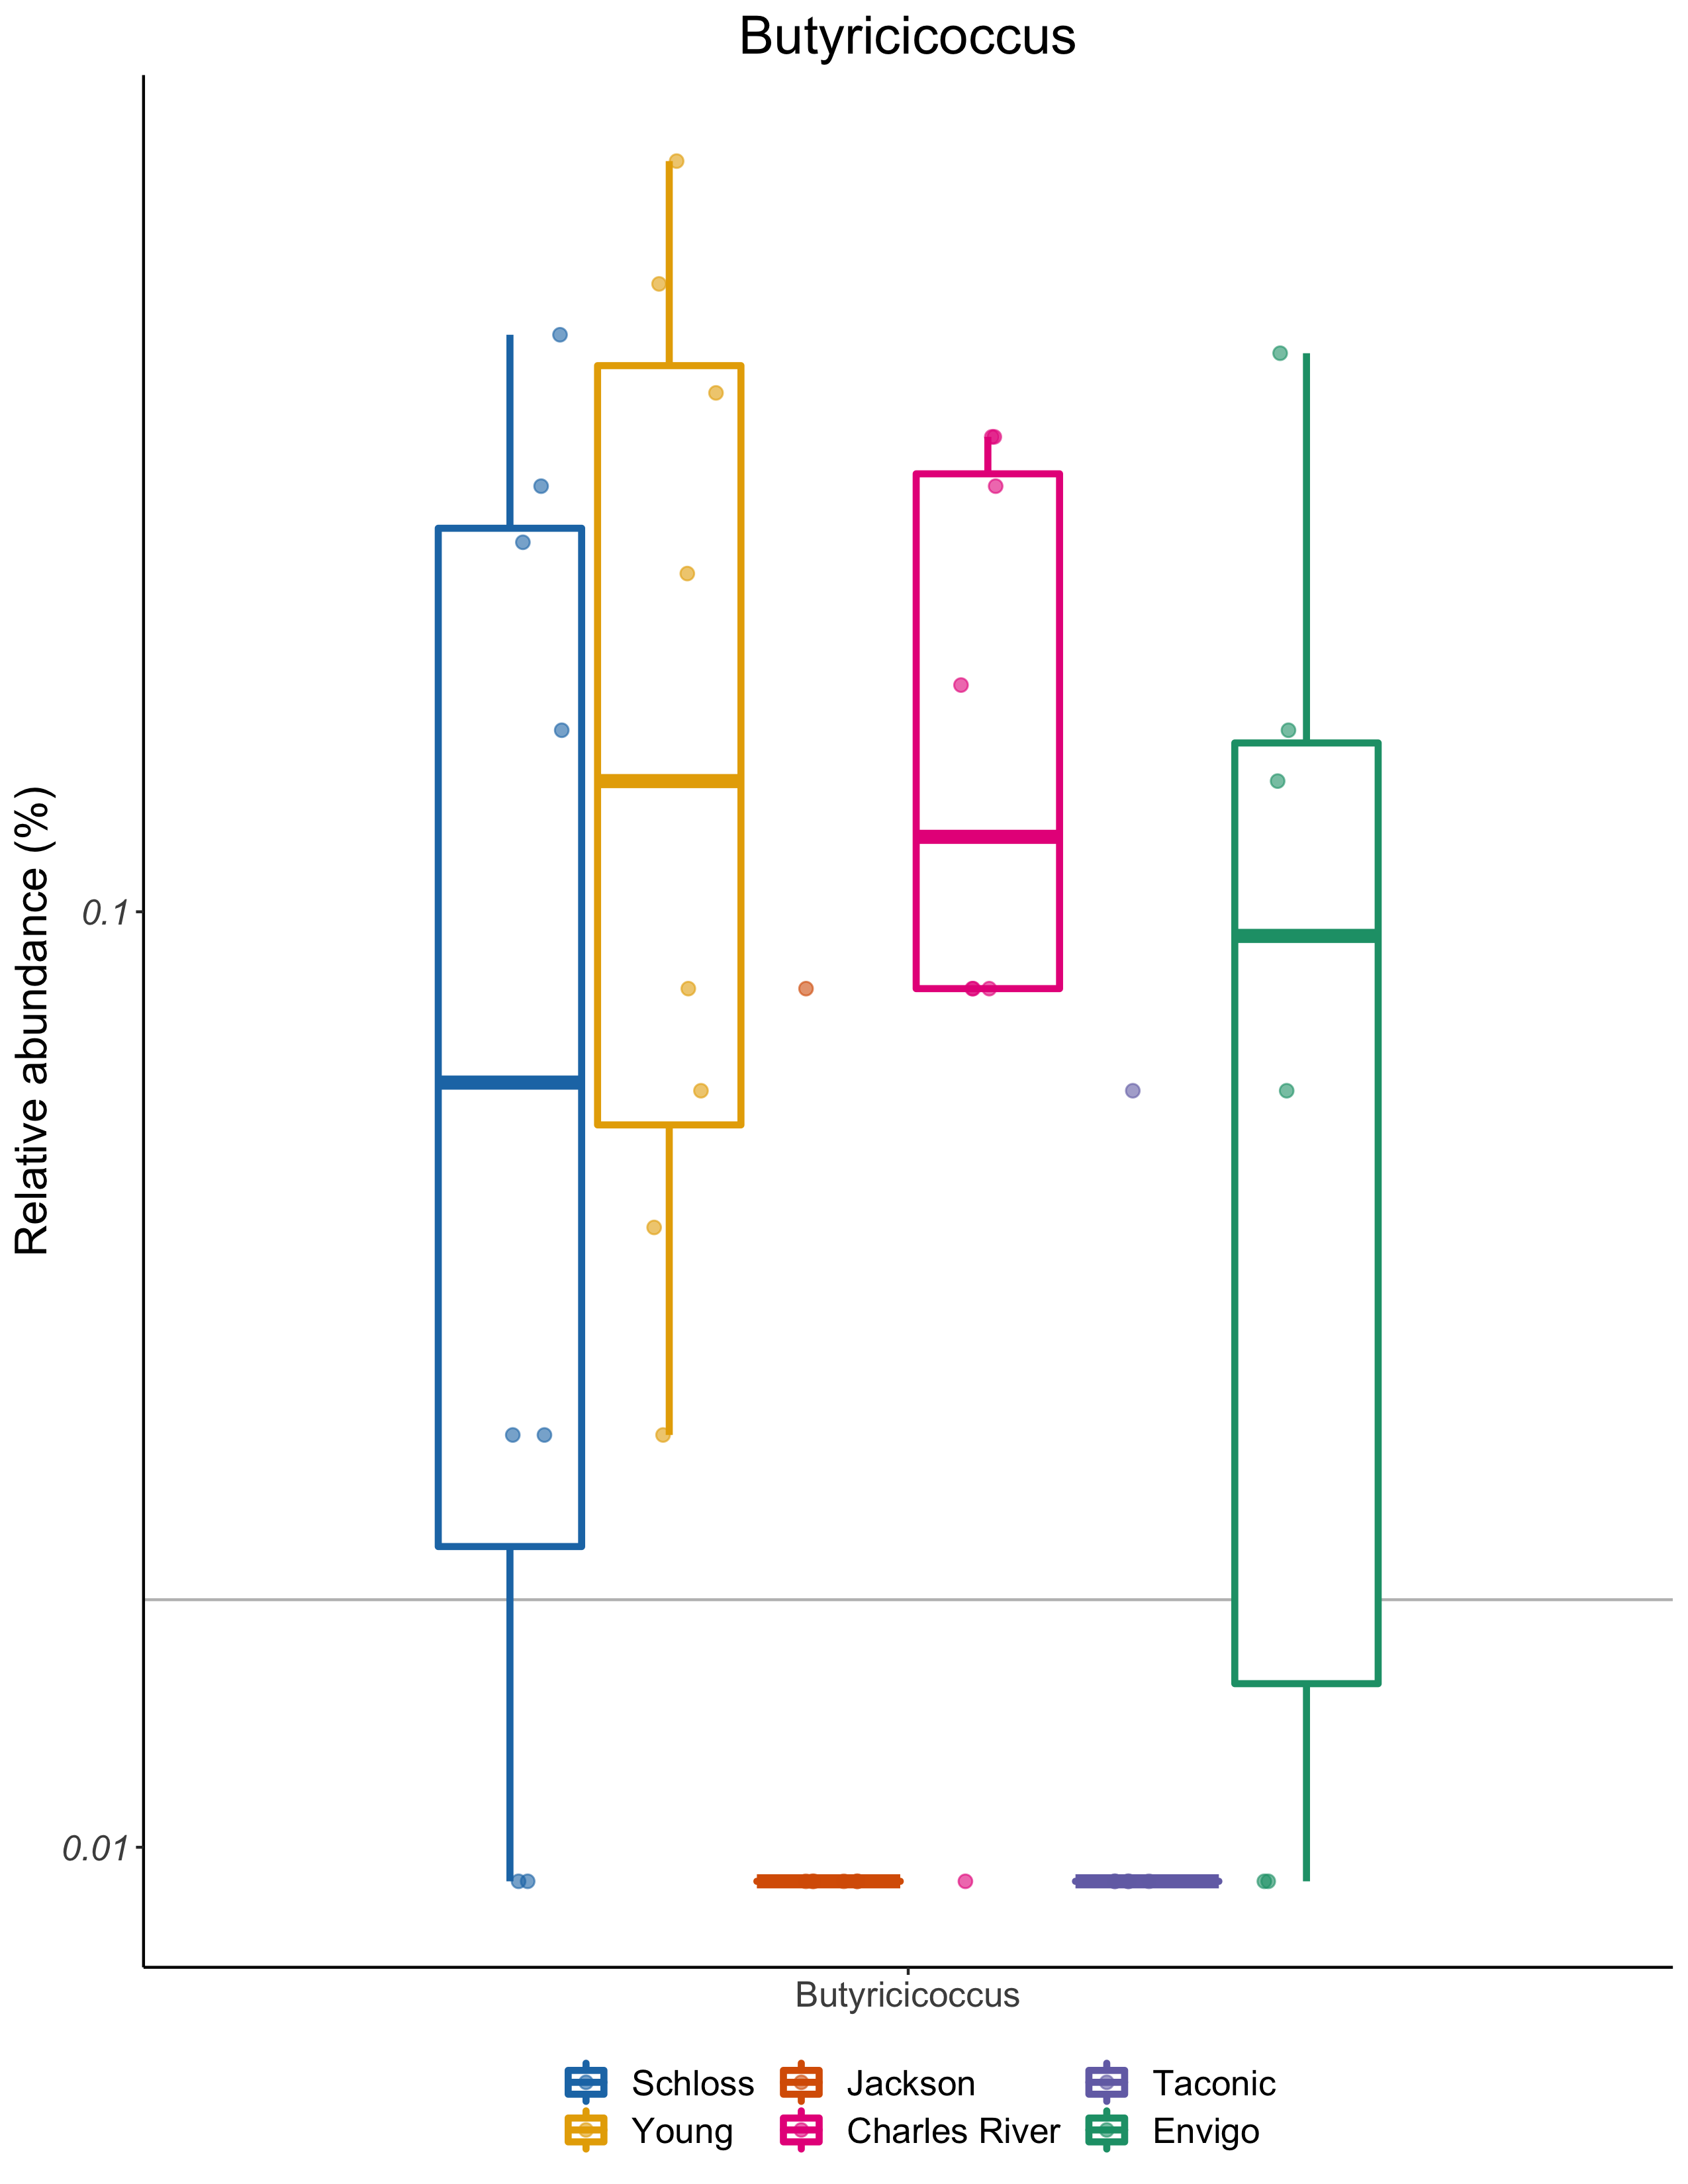 Butyricicoccus
Relative abundance (%)
0.1
0.01
Butyricicoccus
Schloss
Jackson
Taconic
Young
Charles River
Envigo